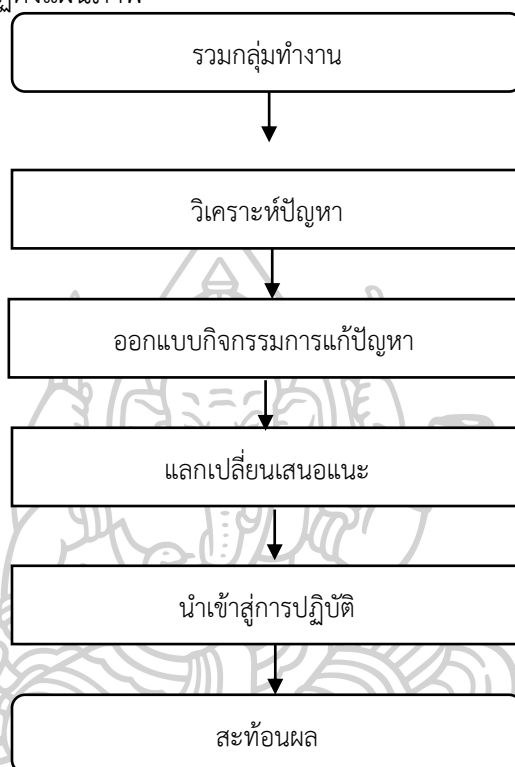 รวมกลุ่มทำงาน
วิเคราะห์ปัญหา
ออกแบบกิจกรรมการแก้ปัญหา
แลกเปลี่ยนเสนอแนะ
นำเข้าสู่การปฏิบัติ
สะท้อนผล